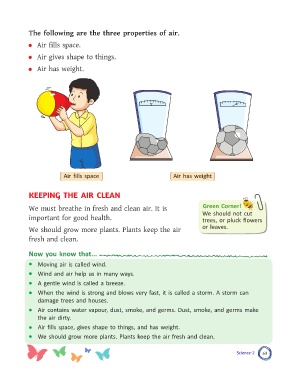 The following are the three properties of air.
• Air fills space.
• Air gives shape to things.
• Air has weight.
Air fills space
Air has weight
KEEPING THE AIR CLEAN
We must breathe in fresh and clean air. It is
important for good health.
We should grow more plants. Plants keep the air
fresh and clean.
Green Corner!
We should not cut
trees, or pluck flowers
or leaves.
Now you know that...
• Moving air is called wind.
• Wind and air help us in many ways.
• A gentle wind is called a breeze.
• When the wind is strong and blows very fast, it is called a storm. A storm can
damage trees and houses.
• Air contains water vapour, dust, smoke, and germs. Dust, smoke, and germs make
the air dirty.
• Air fills space, gives shape to things, and has weight.
• We should grow more plants. Plants keep the air fresh and clean.
Science-2